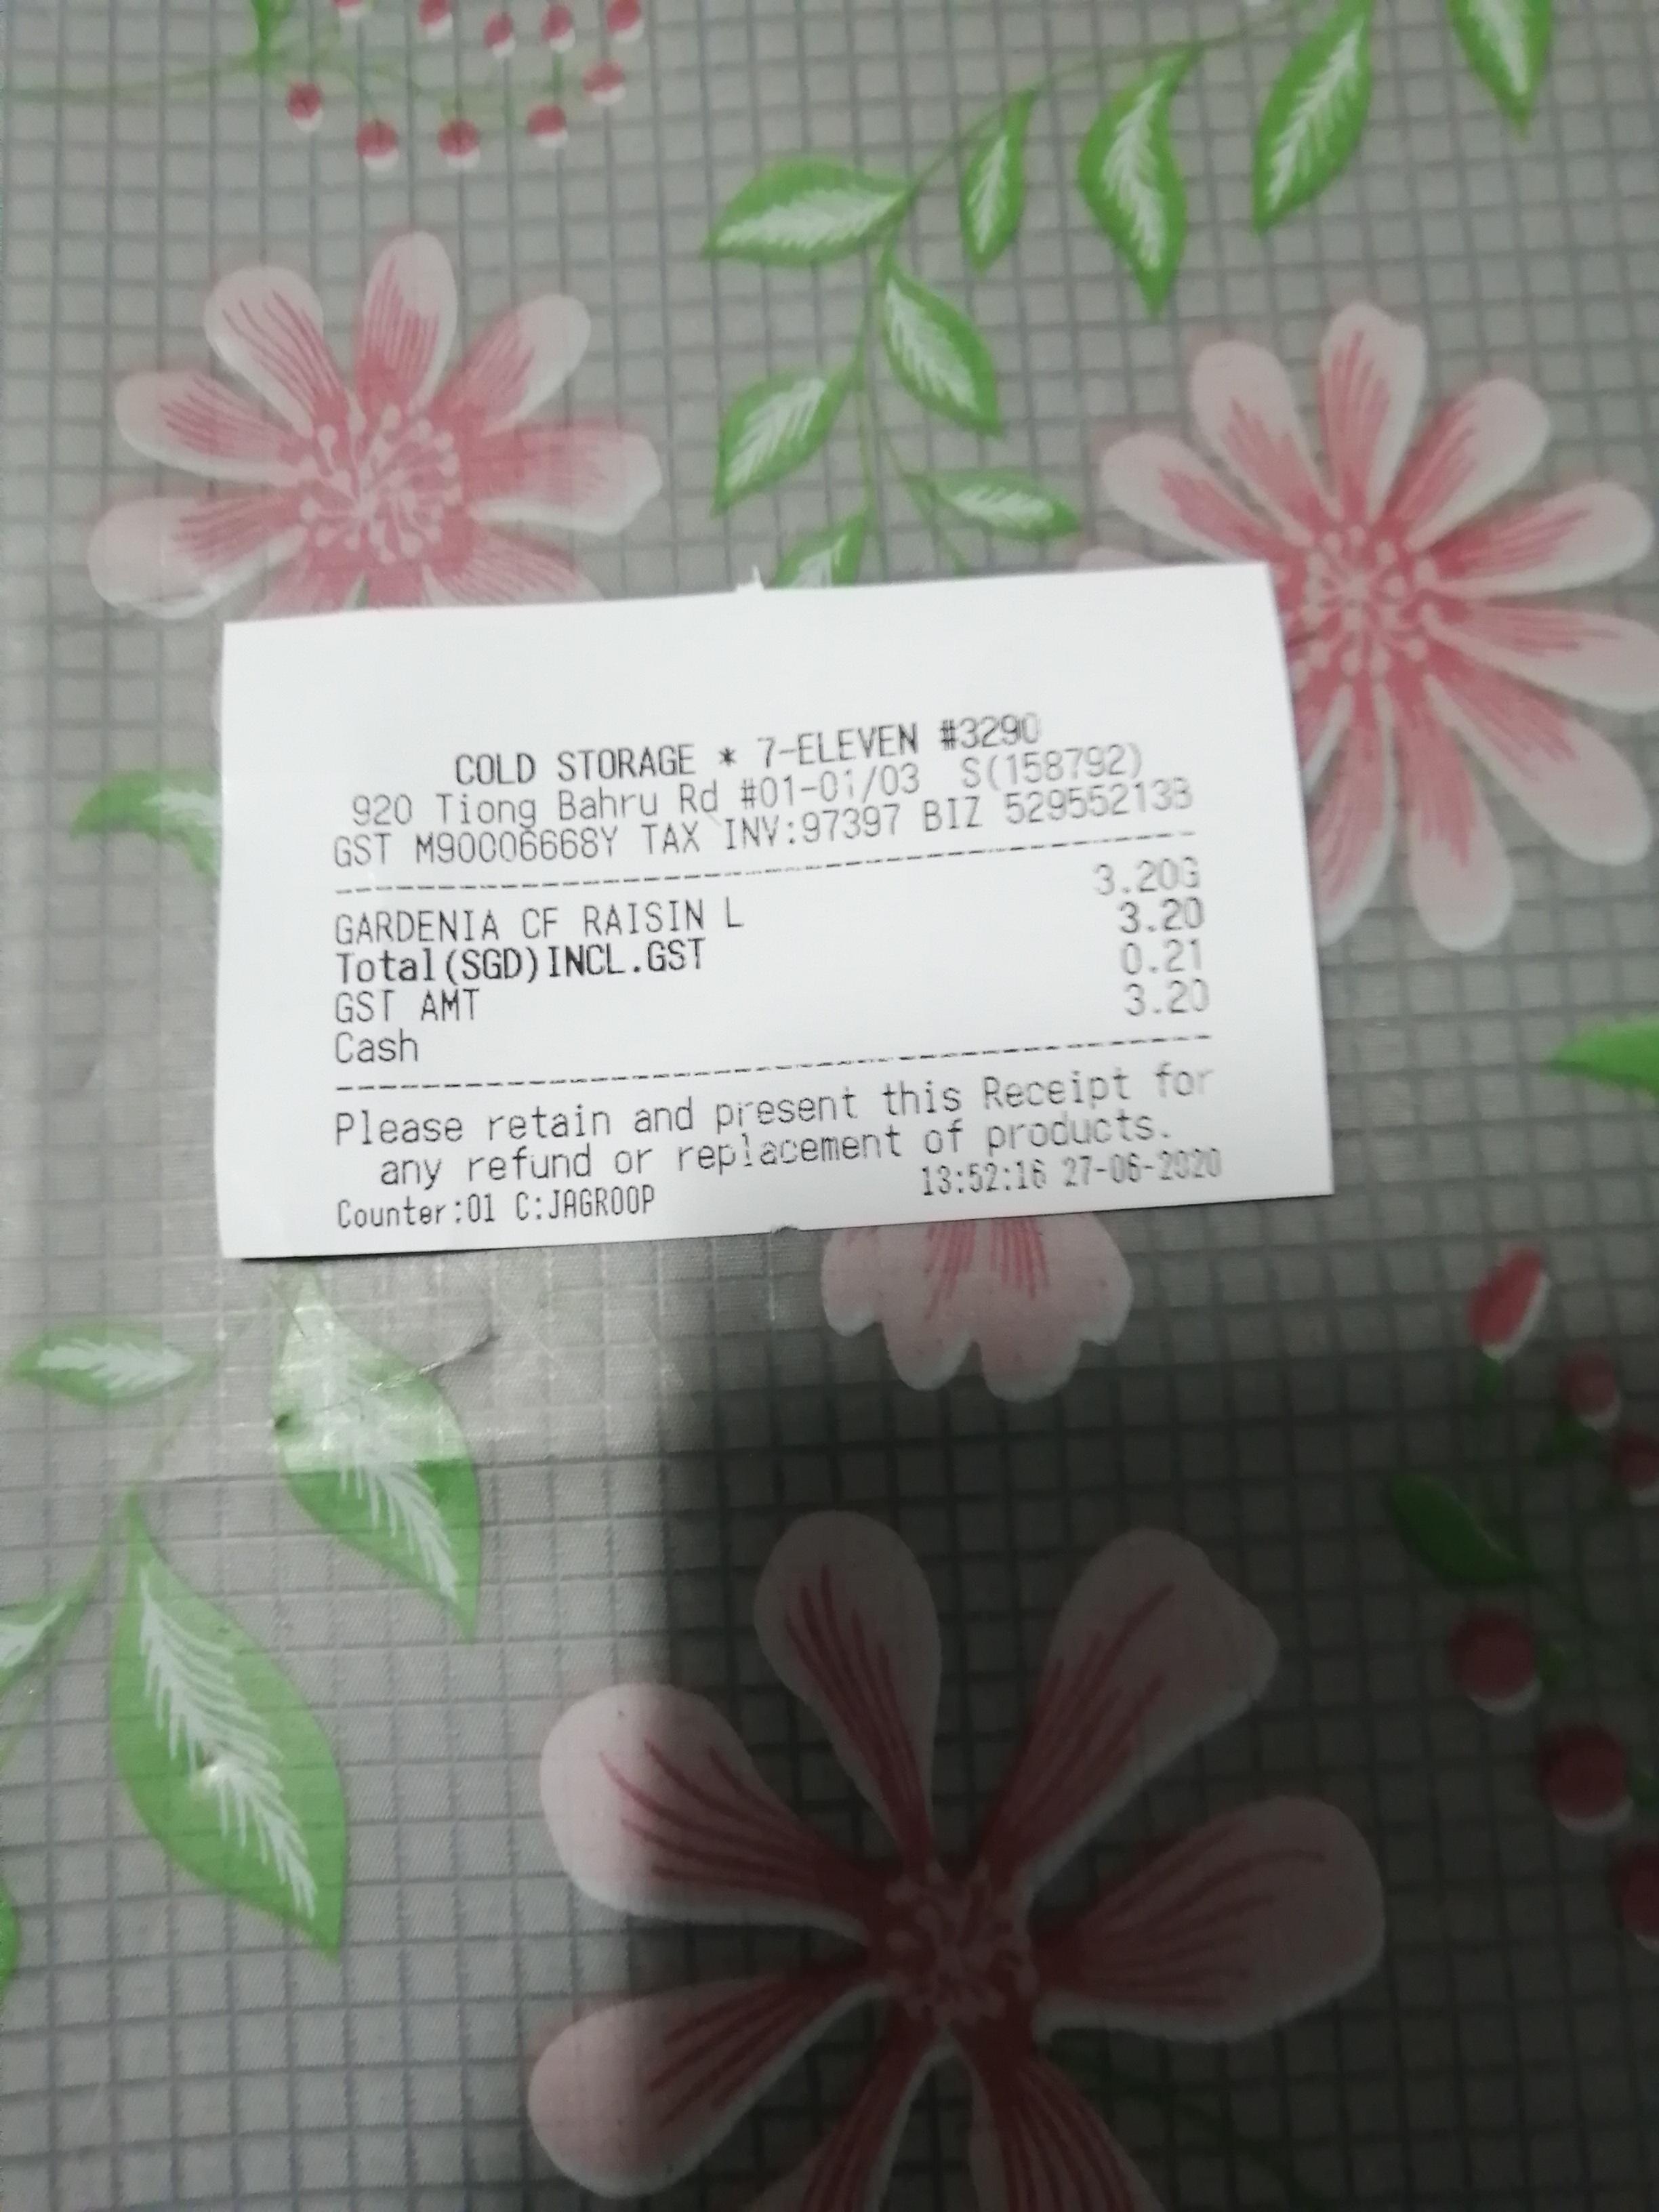 COLD STORAGE * 7-ELEVEN #3290
920 Tiong Bahru Rd #01-01/03 S(158792)
GST M90006668Y TAX INV:97397 BIZ 52955213B
--------------------------------
GARDENIA CF RAISIN L 3.20G
Total(SGD)INCL.GST 3.20
GST AMT 0.21
Cash 3.20
--------------------------------
Please retain and present this Receipt for
any refund or replacement of products.
Counter:01 C:JAGROOP 13:52:16 27-06-2020